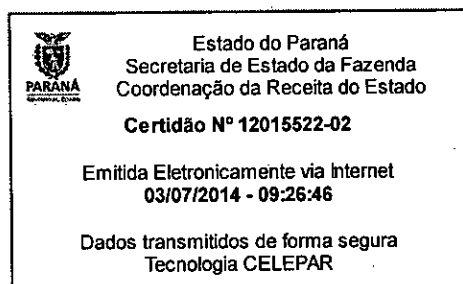 Estado do Paraná
Secretaria de Estado da Fazenda
PARANÁ
Coordenação da Receita do Estado
Certidão Nº 12015522-02
Emitida Eletronicamente via Internet
03/07/2014 - 09:26:46
Dados transmitidos de forma segura
Tecnologia CELEPAR